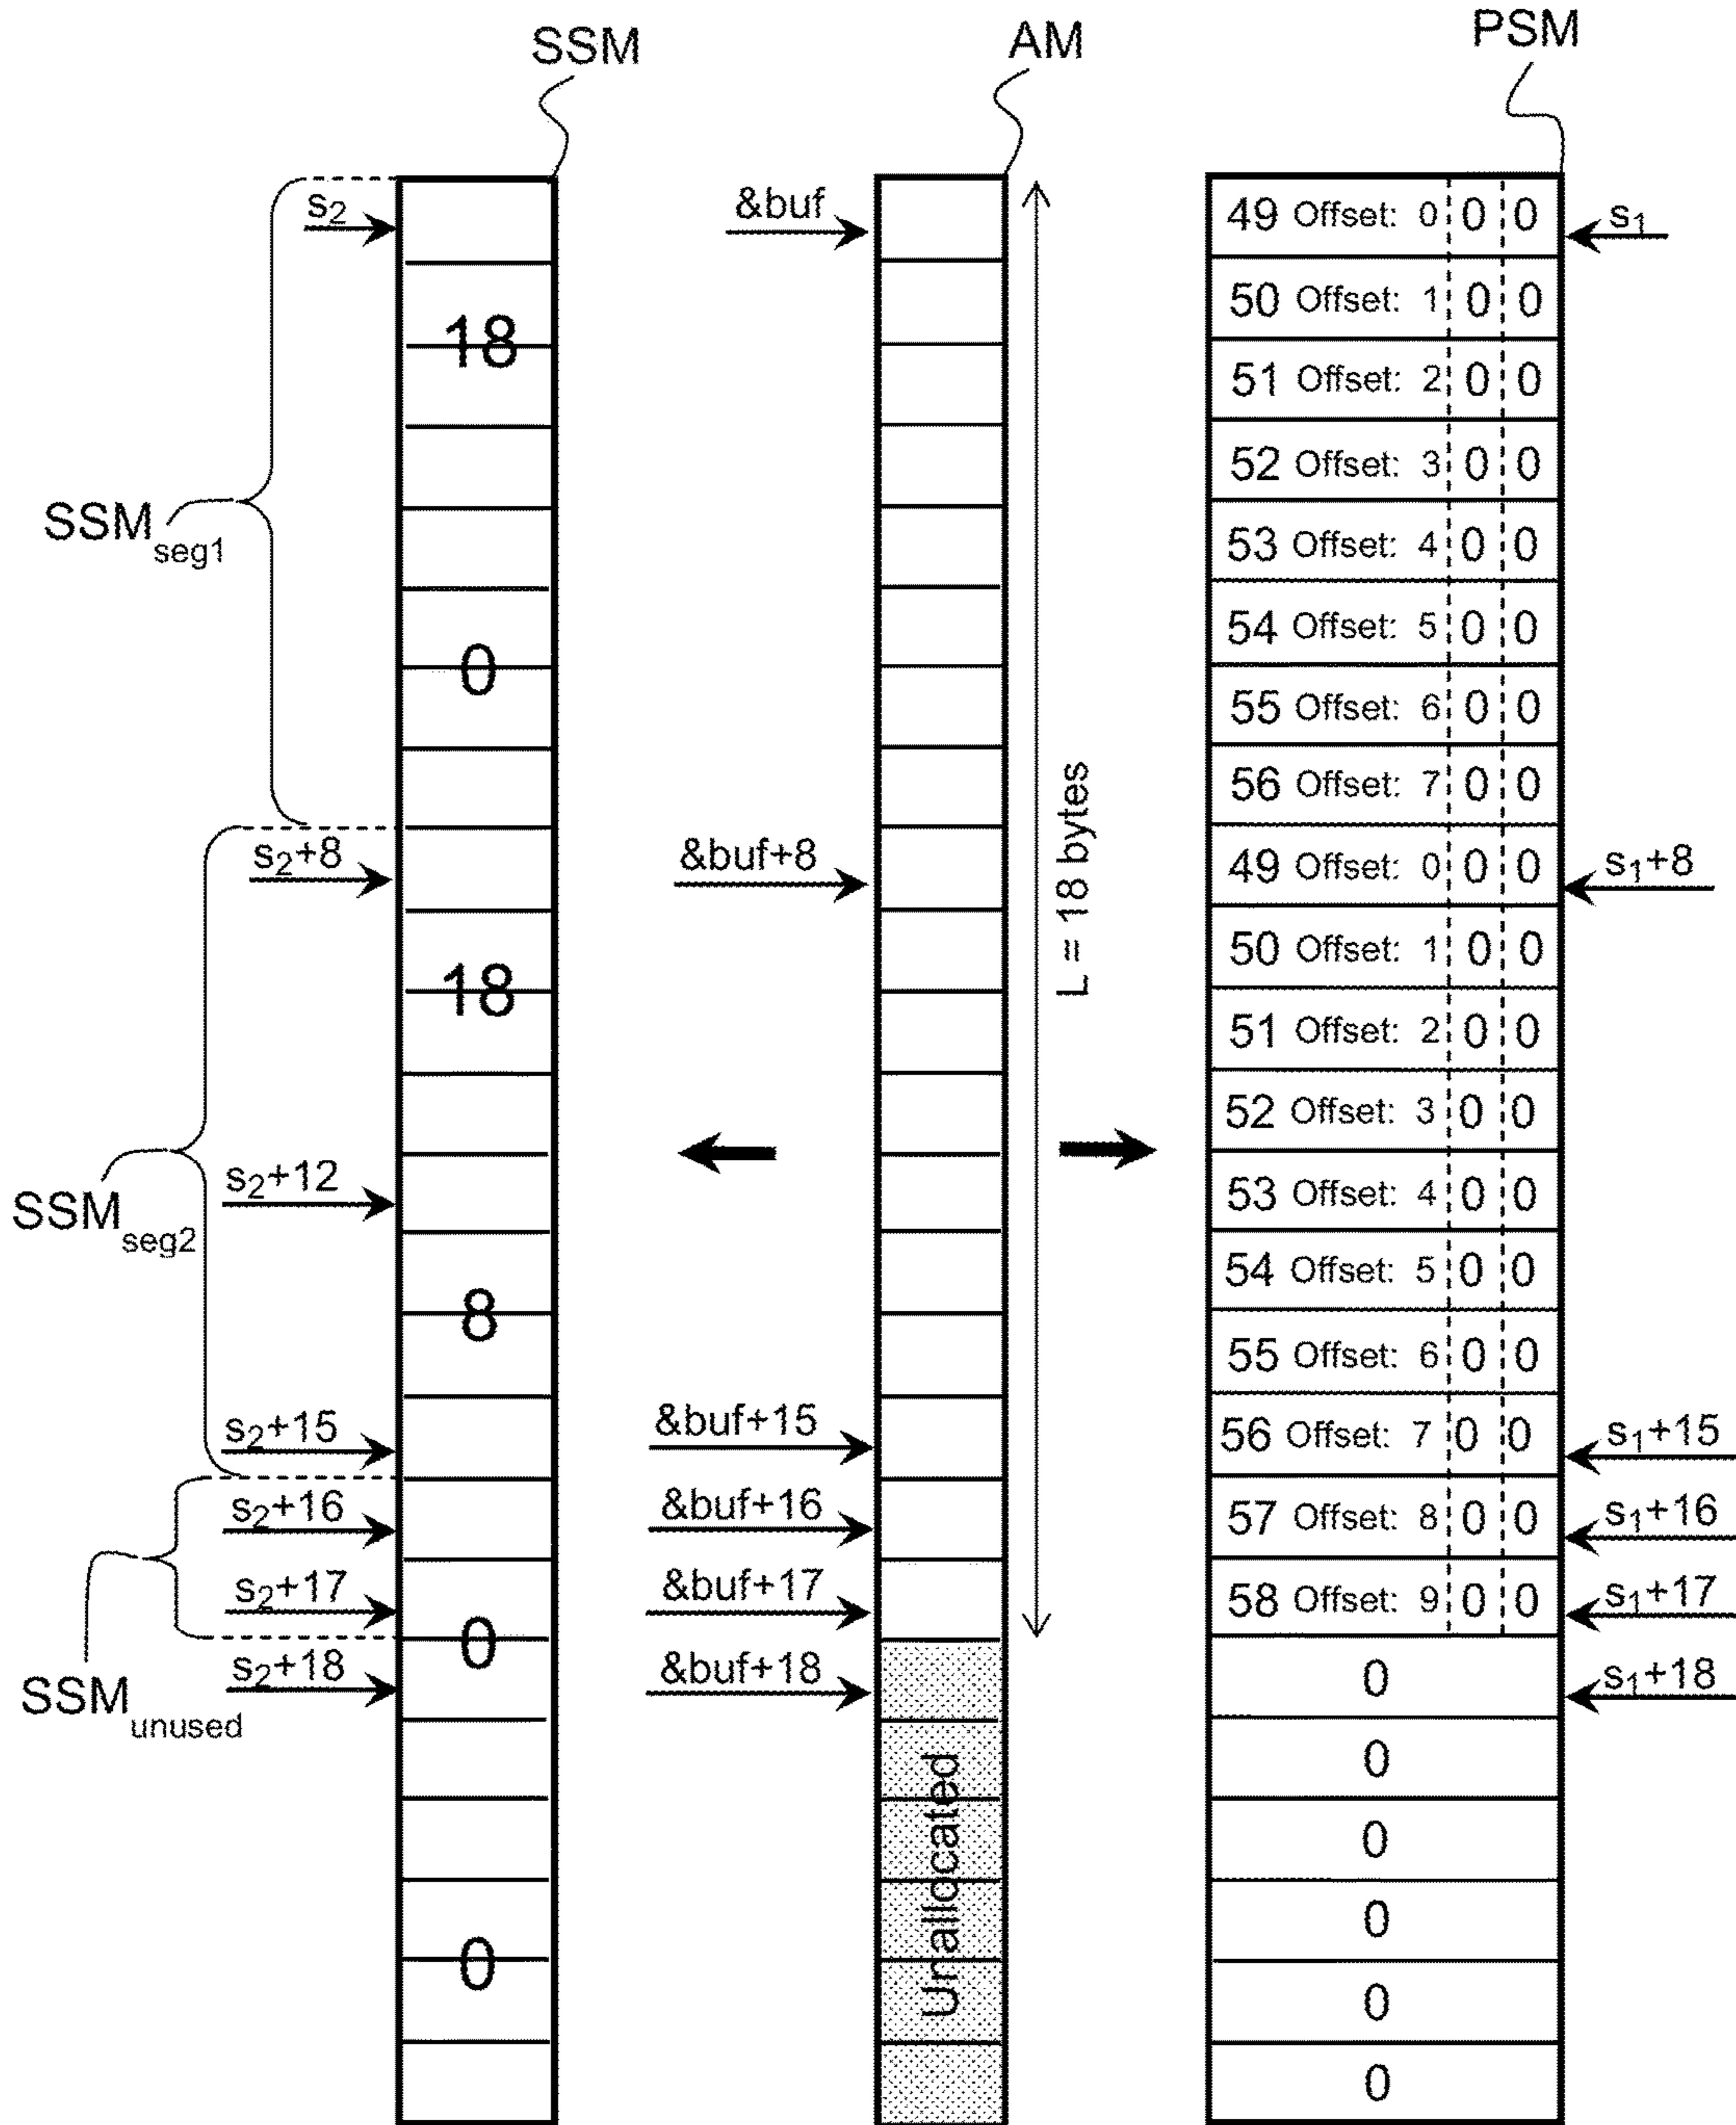 SSM AM PSM
s2 &buf 49 Offset: 0 0 0 s1
50 Offset: 1 0 0
18
51 Offset: 2 0 0
52 Offset: 3 0 0
SSMseg1 53 Offset: 4 0 0
54 Offset: 5 0 0
0
55 Offset: 6 0 0
56 Offset: 7 0 0
L = 18 bytes
s2+8 &buf+8 49 Offset: 0 0 0 s1+8
50 Offset: 1 0 0
18
51 Offset: 2 0 0
52 Offset: 3 0 0
SSMseg2 s2+12 53 Offset: 4 0 0
54 Offset: 5 0 0
8
55 Offset: 6 0 0
s2+15 &buf+15 56 Offset: 7 0 0 s1+15
s2+16 &buf+16 57 Offset: 8 0 0 s1+16
s2+17 &buf+17 58 Offset: 9 0 0 s1+17
0
SSMunused s2+18 &buf+18 0 s1+18
Unallocated
0
0
0
0
0
0